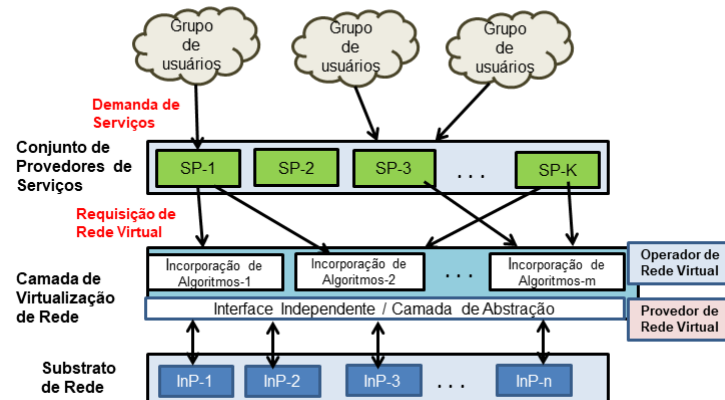 Grupo
de
usuários
Grupo
de
usuários
Grupo
de
usuários
Demanda de
Serviços
Conjunto de
Provedores de
Serviços
SP-1
SP-2
SP-3
. . .
SP-K
Requisição de
Rede Virtual
Camada de
Virtualização
de Rede
Incorporação de
Algoritmos-1
Incorporação de
Algoritmos-2
. . .
Incorporação de
Algoritmos-m
Operador de
Rede Virtual
Interface Independente / Camada de Abstração
Provedor de
Rede Virtual
Substrato
de Rede
InP-1
InP-2
InP-3
. . .
InP-n